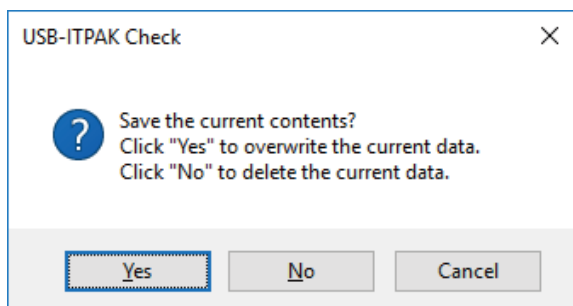 USB-ITPAK Check
?
Save the current contents?
Click "Yes" to overwrite the current data.
Click "No" to delete the current data.
Yes No Cancel